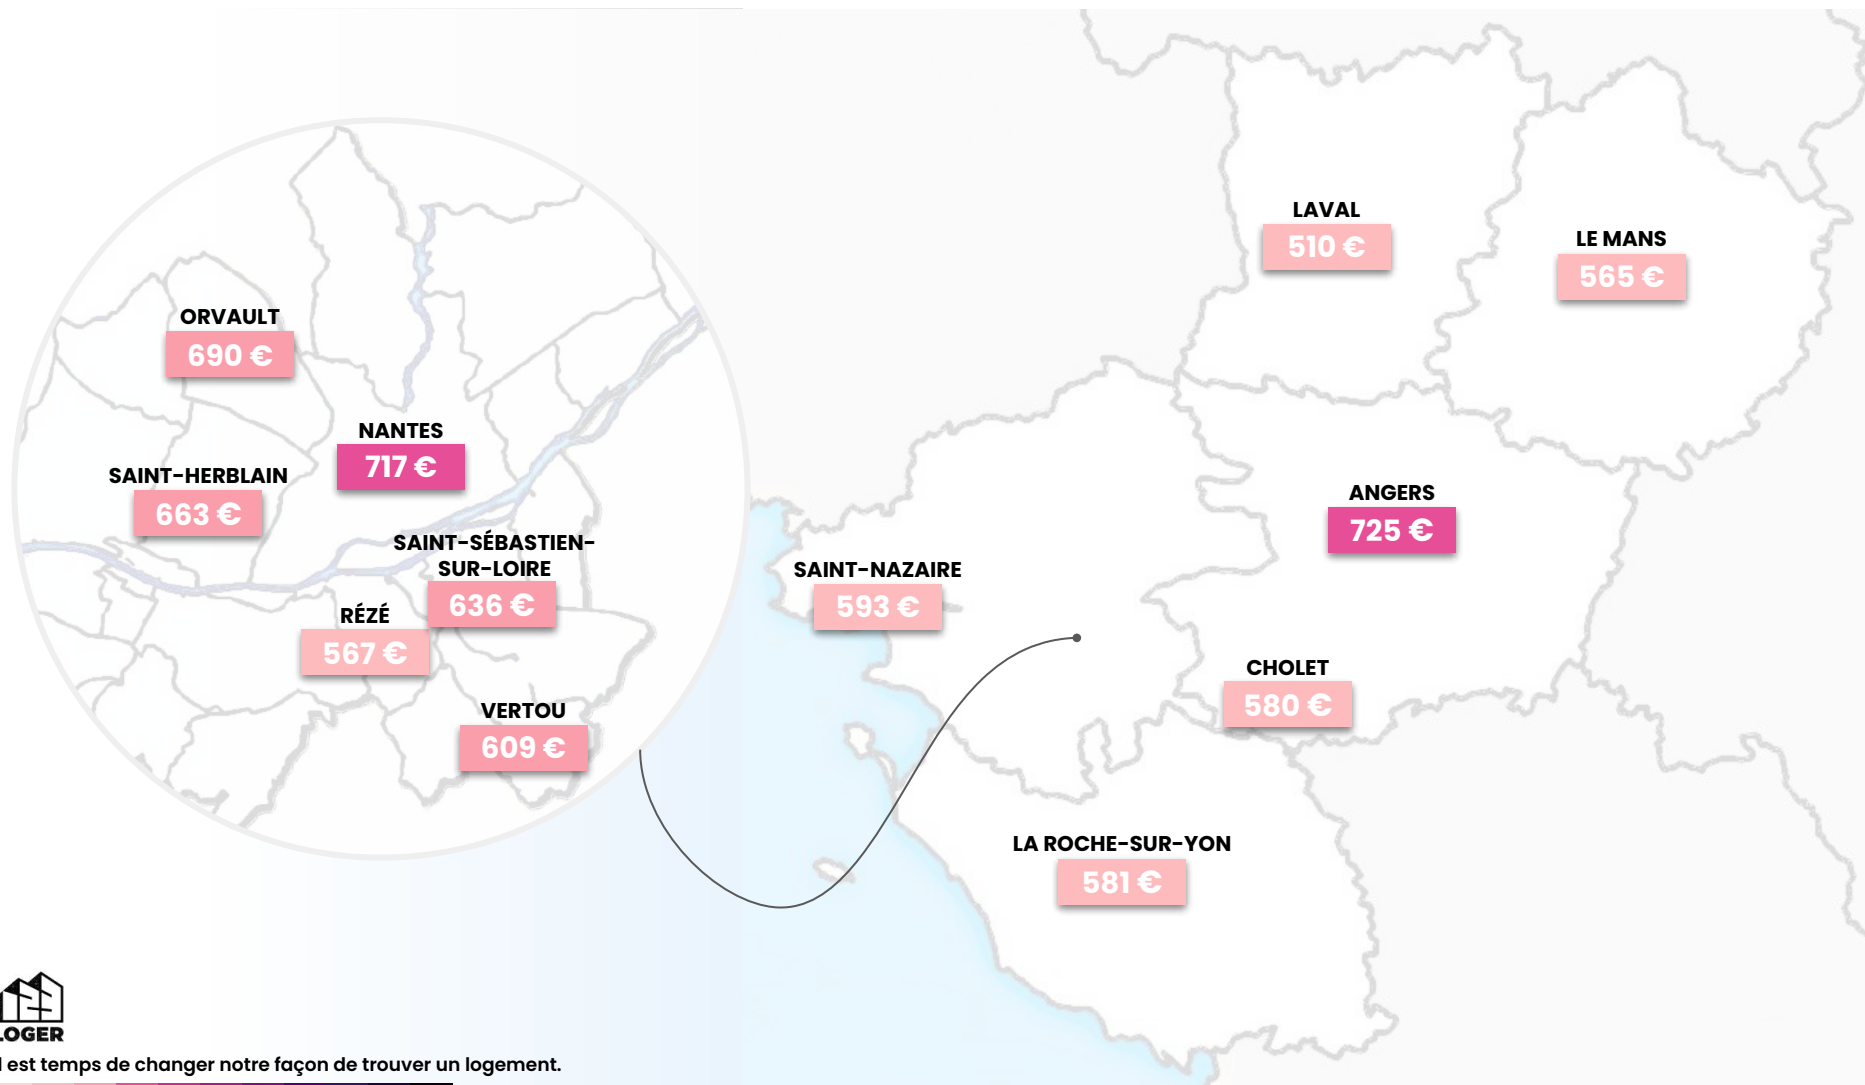 LAVAL
510 €
LE MANS
565 €
ORVAULT
690 €
NANTES
717 €
SAINT-HERBLAIN
663 €
ANGERS
725 €
SAINT-SÉBASTIEN-
SUR-LOIRE
636 €
SAINT-NAZAIRE
593 €
RÉZÉ
567 €
CHOLET
580 €
VERTOU
609 €
LA ROCHE-SUR-YON
581 €
LOGER
l est temps de changer notre façon de trouver un logement.